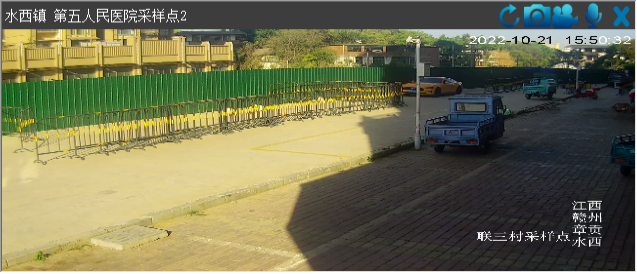 水西镇 第五人民医院采样点2
2022-10-21 15:50:32
江西
赣州
章贡
联三村采样点 水西